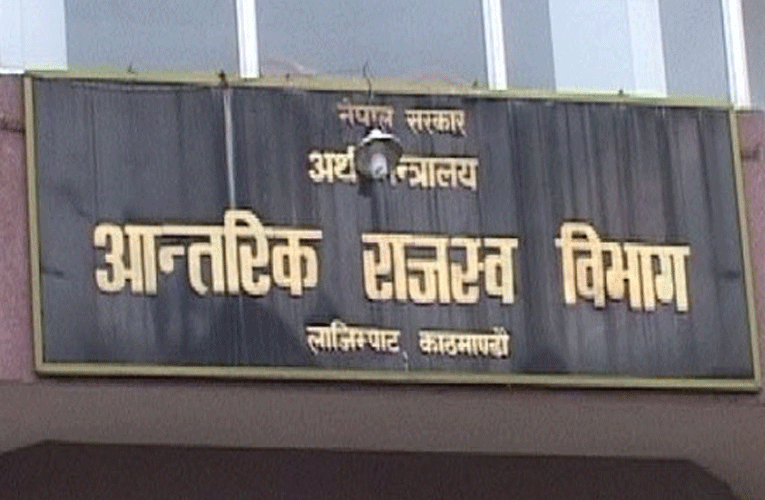 नेपाल सरकार
अर्थ मन्त्रालय
आन्तरिक राजस्व विभाग
लाजिम्पाट, काठमाण्डौ